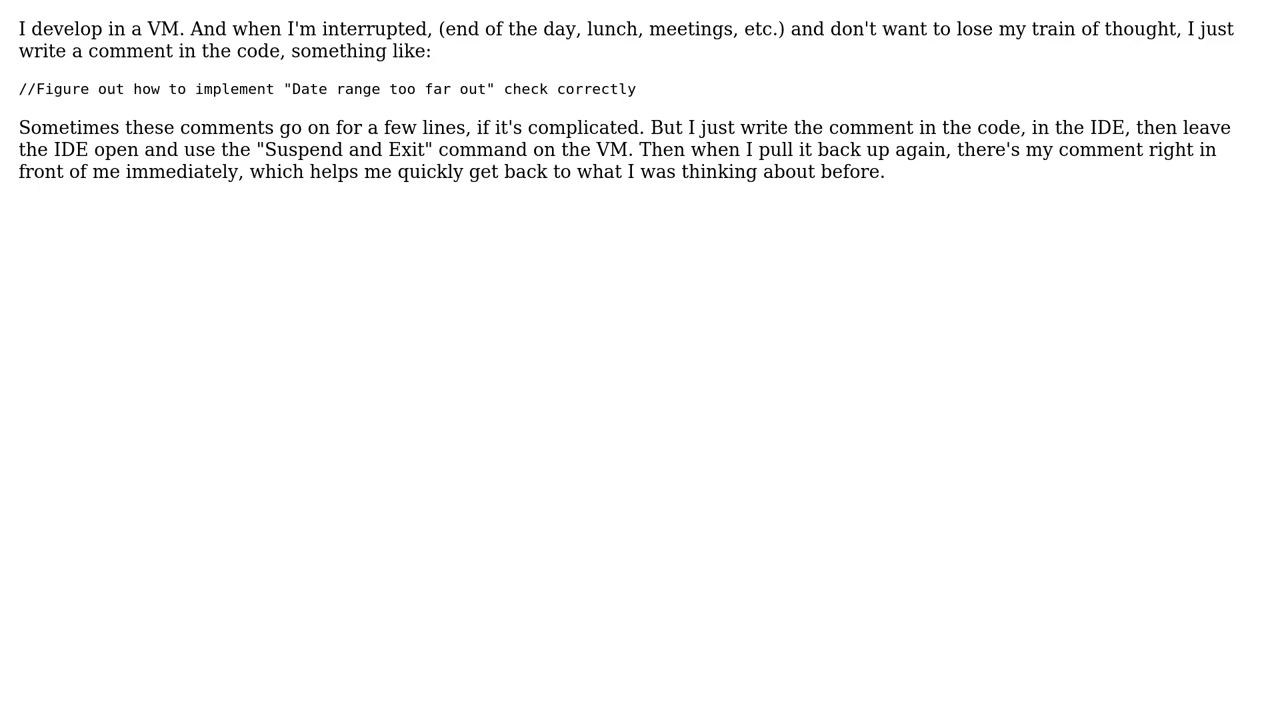 I develop in a VM. And when I'm interrupted, (end of the day, lunch, meetings, etc.) and don't want to lose my train of thought, I just
write a comment in the code, something like:
//Figure out how to implement "Date range too far out" check correctly
Sometimes these comments go on for a few lines, if it's complicated. But I just write the comment in the code, in the IDE, then leave
the IDE open and use the "Suspend and Exit" command on the VM. Then when I pull it back up again, there's my comment right in
front of me immediately, which helps me quickly get back to what I was thinking about before.